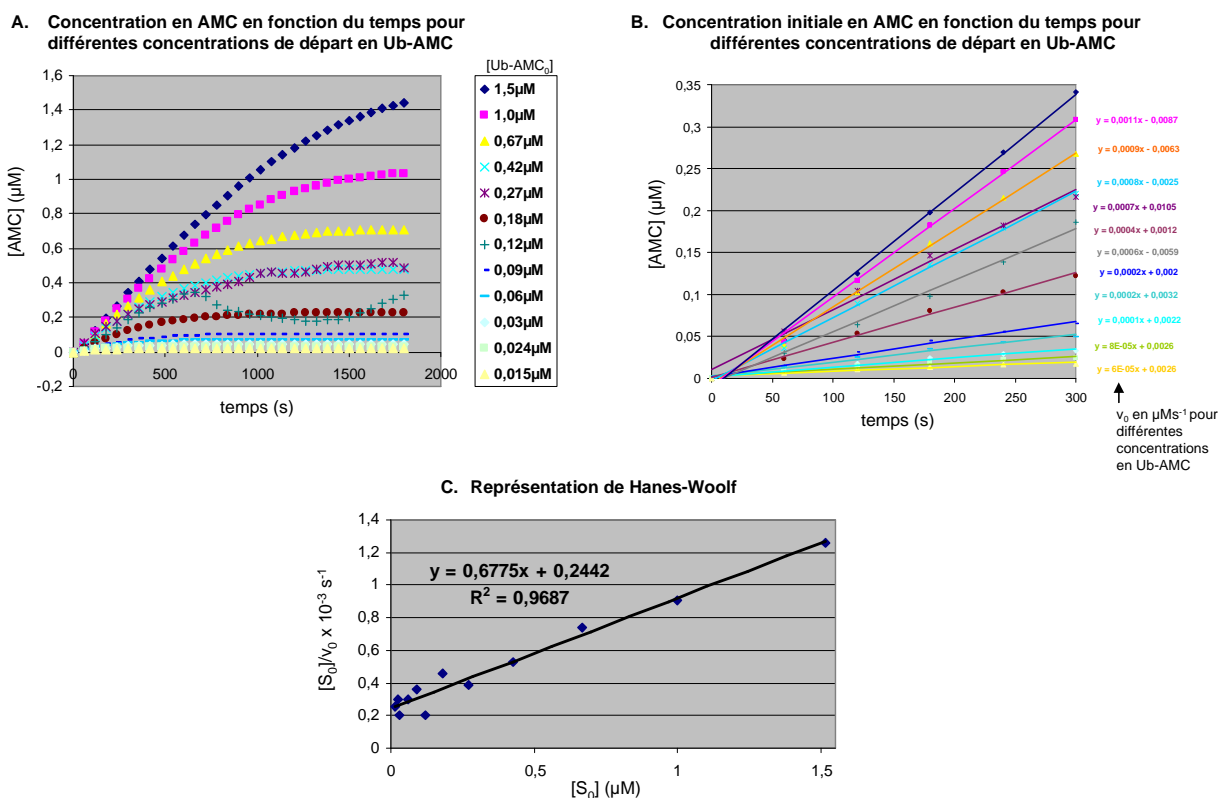 A. Concentration en AMC en fonction du temps pour
différentes concentrations de départ en Ub-AMC
[AMC] (µM)
1,6
1,4
1,2
1
0,8
0,6
0,4
0,2
0
-0,2
0
500
1000
1500
2000
temps (s)
[Ub-AMC₀]
1,5µM
1,0µM
0,67µM
0,42µM
0,27µM
0,18µM
0,12µM
0,09µM
0,06µM
0,03µM
0,024µM
0,015µM
B. Concentration initiale en AMC en fonction du temps pour
différentes concentrations de départ en Ub-AMC
[AMC] (µM)
0,35
0,3
0,25
0,2
0,15
0,1
0,05
0
0
50
100
150
200
250
300
temps (s)
y = 0,0011x - 0,0087
y = 0,0009x - 0,0063
y = 0,0008x - 0,0025
y = 0,0007x + 0,0105
y = 0,0004x + 0,0012
y = 0,0006x - 0,0059
y = 0,0002x + 0,002
y = 0,0002x + 0,0032
y = 0,0001x + 0,0022
y = 8E-05x + 0,0026
y = 6E-05x + 0,0026
v₀ en µMs⁻¹ pour
différentes
concentrations
en Ub-AMC
C. Représentation de Hanes-Woolf
[S₀]/v₀ x 10⁻³ s⁻¹
1,4
1,2
1
0,8
0,6
0,4
0,2
0
y = 0,6775x + 0,2442
R² = 0,9687
0
0,5
1
1,5
[S₀] (µM)